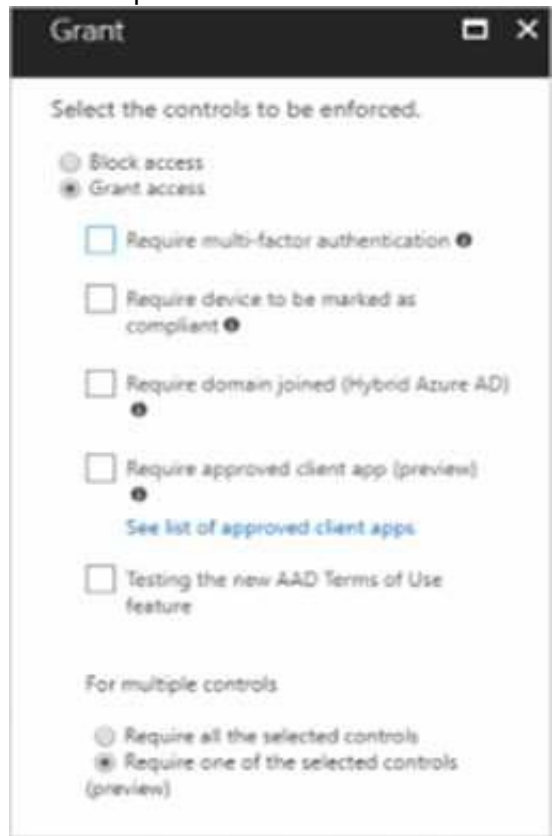 Grant
Select the controls to be enforced.
Block access
Grant access
Require multi-factor authentication
Require device to be marked as
compliant
Require domain joined (Hybrid Azure AD)
Require approved client app (preview)
See list of approved client apps
Testing the new AAD Terms of Use
feature
For multiple controls
Require all the selected controls
Require one of the selected controls
(preview)